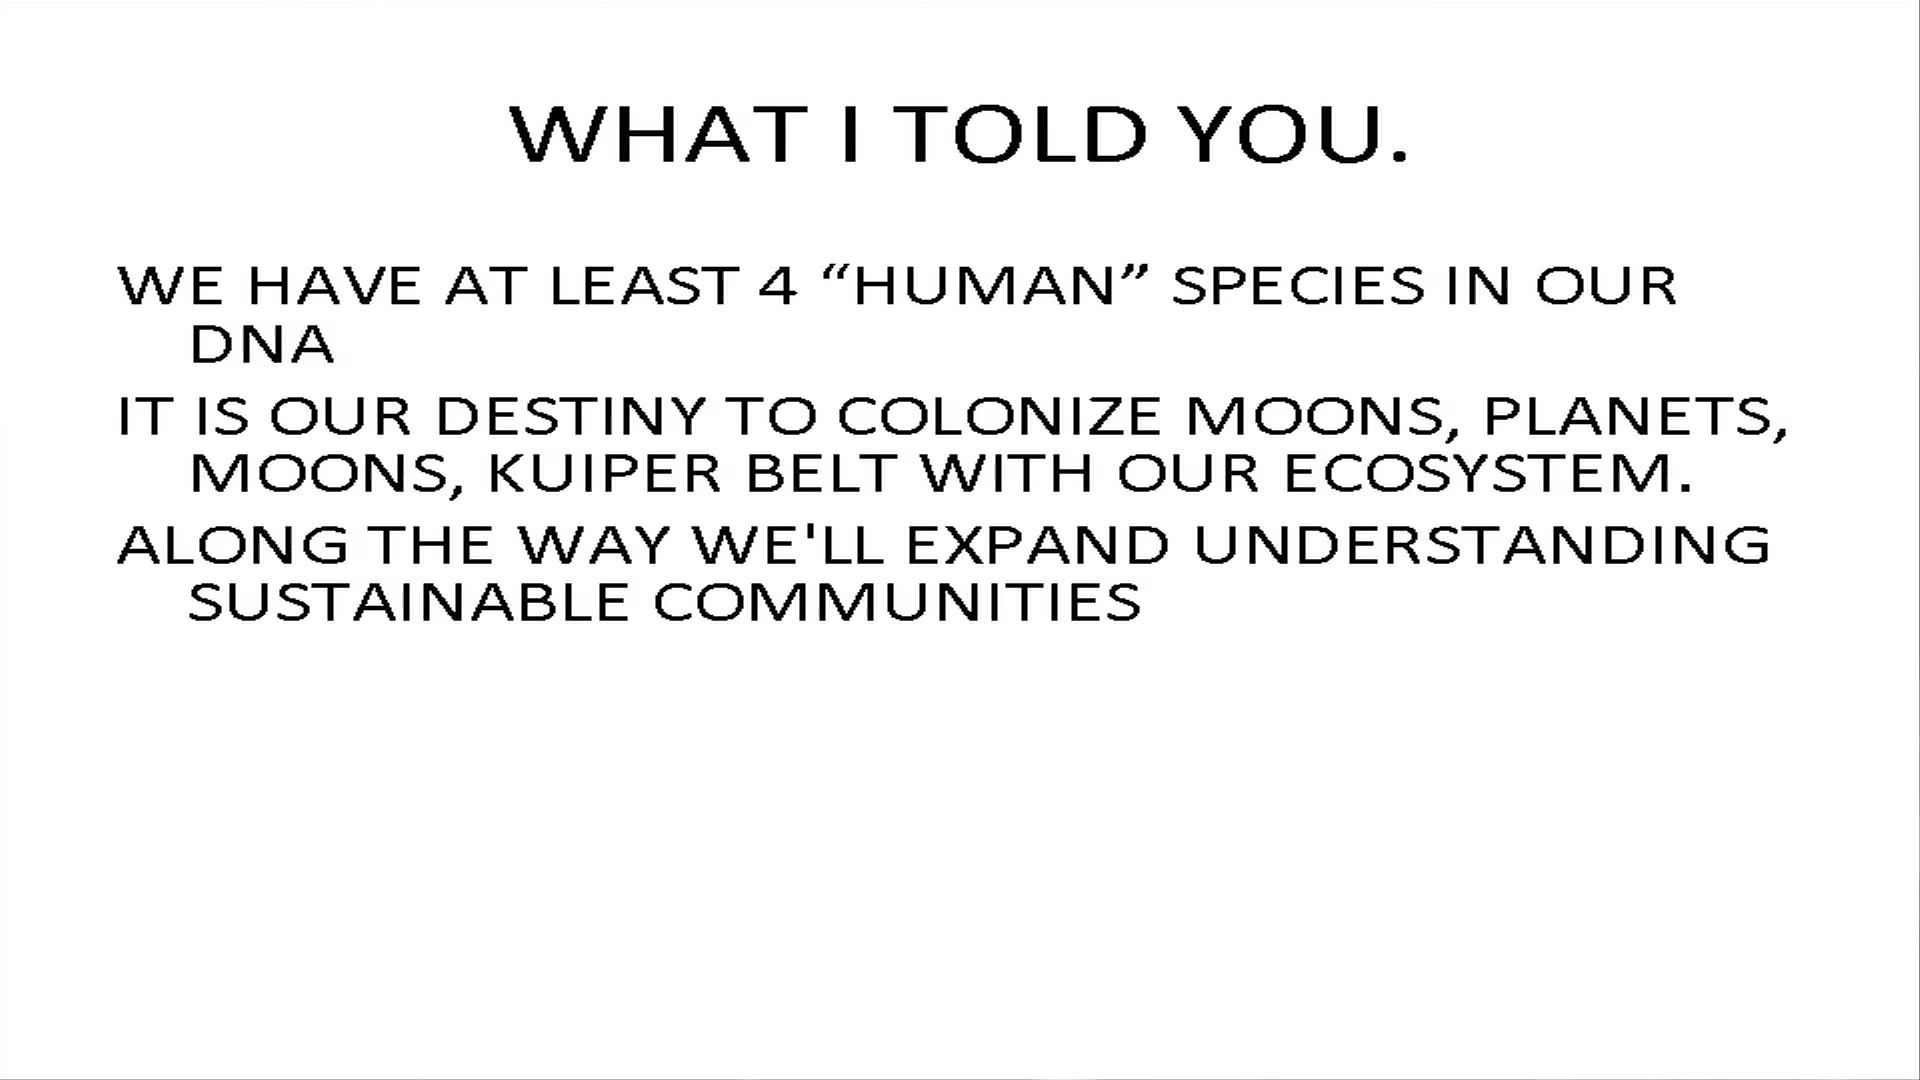 WHAT I TOLD YOU.
WE HAVE AT LEAST 4 “HUMAN” SPECIES IN OUR
DNA
IT IS OUR DESTINY TO COLONIZE MOONS, PLANETS,
MOONS, KUIPER BELT WITH OUR ECOSYSTEM.
ALONG THE WAY WE'LL EXPAND UNDERSTANDING
SUSTAINABLE COMMUNITIES